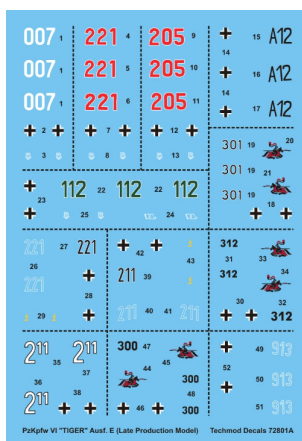 007 1 221 4 205 9 15 A12
14
007 1 221 5 205 10 16 A12
14
007 1 221 6 205 11 17 A12
2 7 12
3 8 13
301 19 20
301 19 21
301 19
18
112 22 112 22 112
23
25 24
221 27 221 42
26
221
28
29
211 39
43
211 40 41 211
312 31 33
312 34
30
32 312
211 35 211
36 37
211 38
300 47 45
44 300
46 48
49 913
52
50 913
51 913
PzKpfw VI "TIGER" Ausf. E (Late Production Model) Techmod Decals 72801A